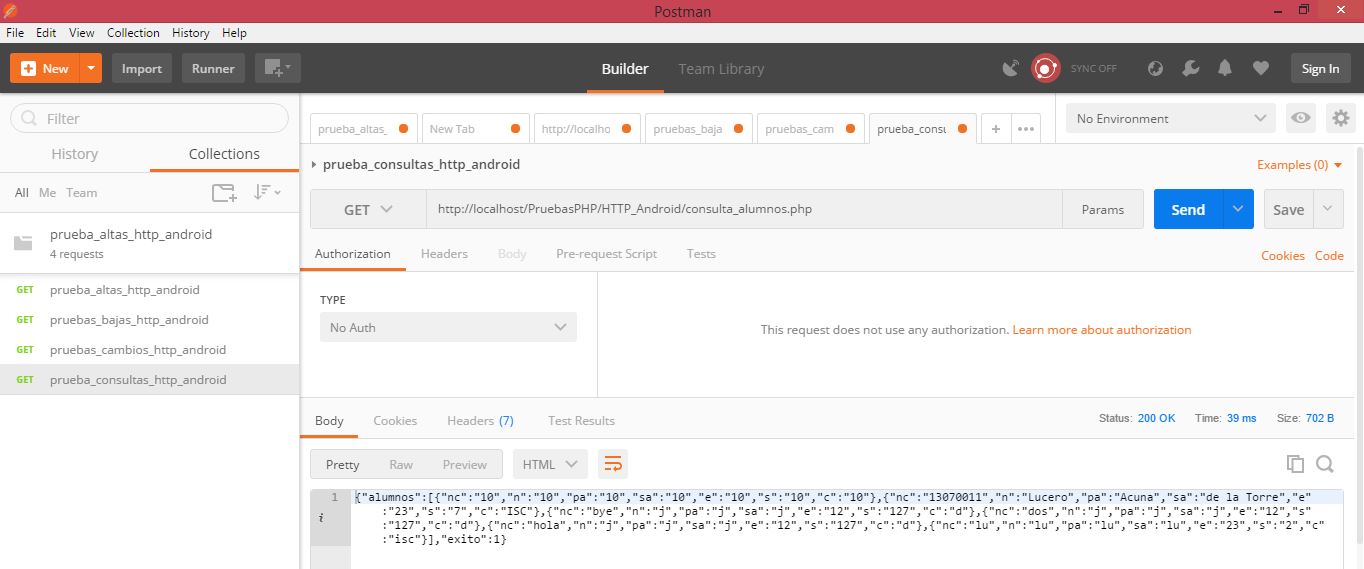 Postman
File Edit View Collection History Help
New Import Runner Builder Team Library SYNC OFF Sign In
Filter
History Collections
All Me Team
prueba_altas_http_android
4 requests
GET prueba_altas_http_android
GET pruebas_bajas_http_android
GET pruebas_cambios_http_android
GET prueba_consultas_http_android
prueba_altas_ New Tab http://localho pruebas_baja pruebas_cam prueba_consu + ••• No Environment
prueba_consultas_http_android Examples (0)
GET http://localhost/PruebasPHP/HTTP_Android/consulta_alumnos.php Params Send Save
Authorization Headers Body Pre-request Script Tests Cookies Code
TYPE
No Auth
This request does not use any authorization. Learn more about authorization
Body Cookies Headers (7) Test Results Status: 200 OK Time: 39 ms Size: 702 B
Pretty Raw Preview HTML
1 {"alumnos":[{"nc":"10","n":"10","pa":"10","sa":"10","e":"10","s":"10","c":"10"},{"nc":"13070011","n":"Lucero","pa":"Acuna","sa":"de la Torre","e"
i :"23","s":"7","c":"ISC"},{"nc":"bye","n":"j","pa":"j","sa":"j","e":"12","s":"127","c":"d"},{"nc":"dos","n":"j","pa":"j","sa":"j","e":"12","s":
"127","c":"d"},{"nc":"hola","n":"j","pa":"j","sa":"j","e":"12","s":"127","c":"d"},{"nc":"lu","n":"lu","pa":"lu","sa":"lu","e":"23","s":"2","c"
:"isc"}],"exito":1}